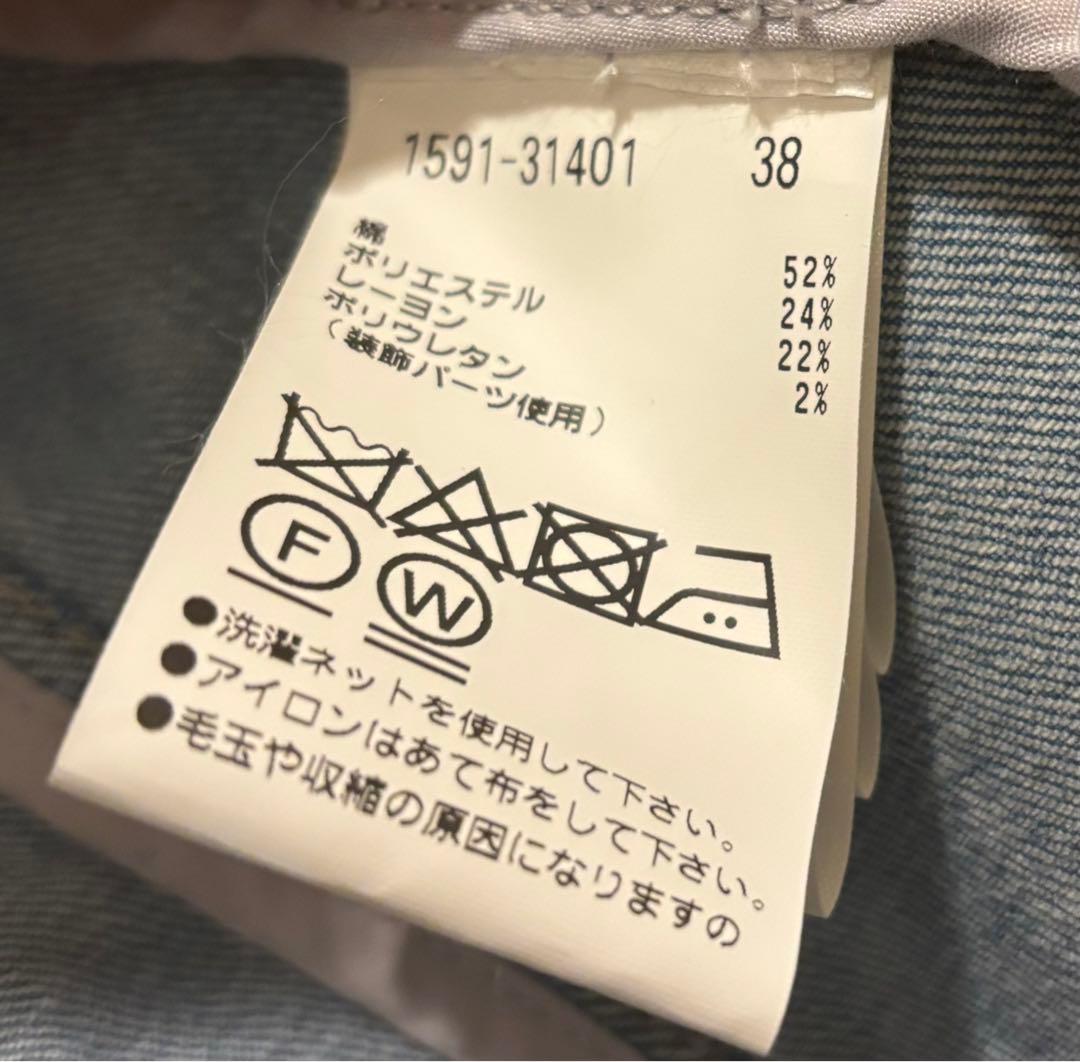 1591-31401 38
綿 52%
ポリエステル 24%
レーヨン 22%
ポリウレタン 2%
(装飾パーツ使用)
F
W
●洗濯ネットを使用して下さい。
●アイロンはあて布をして下さい。
●毛玉や収縮の原因になりますの